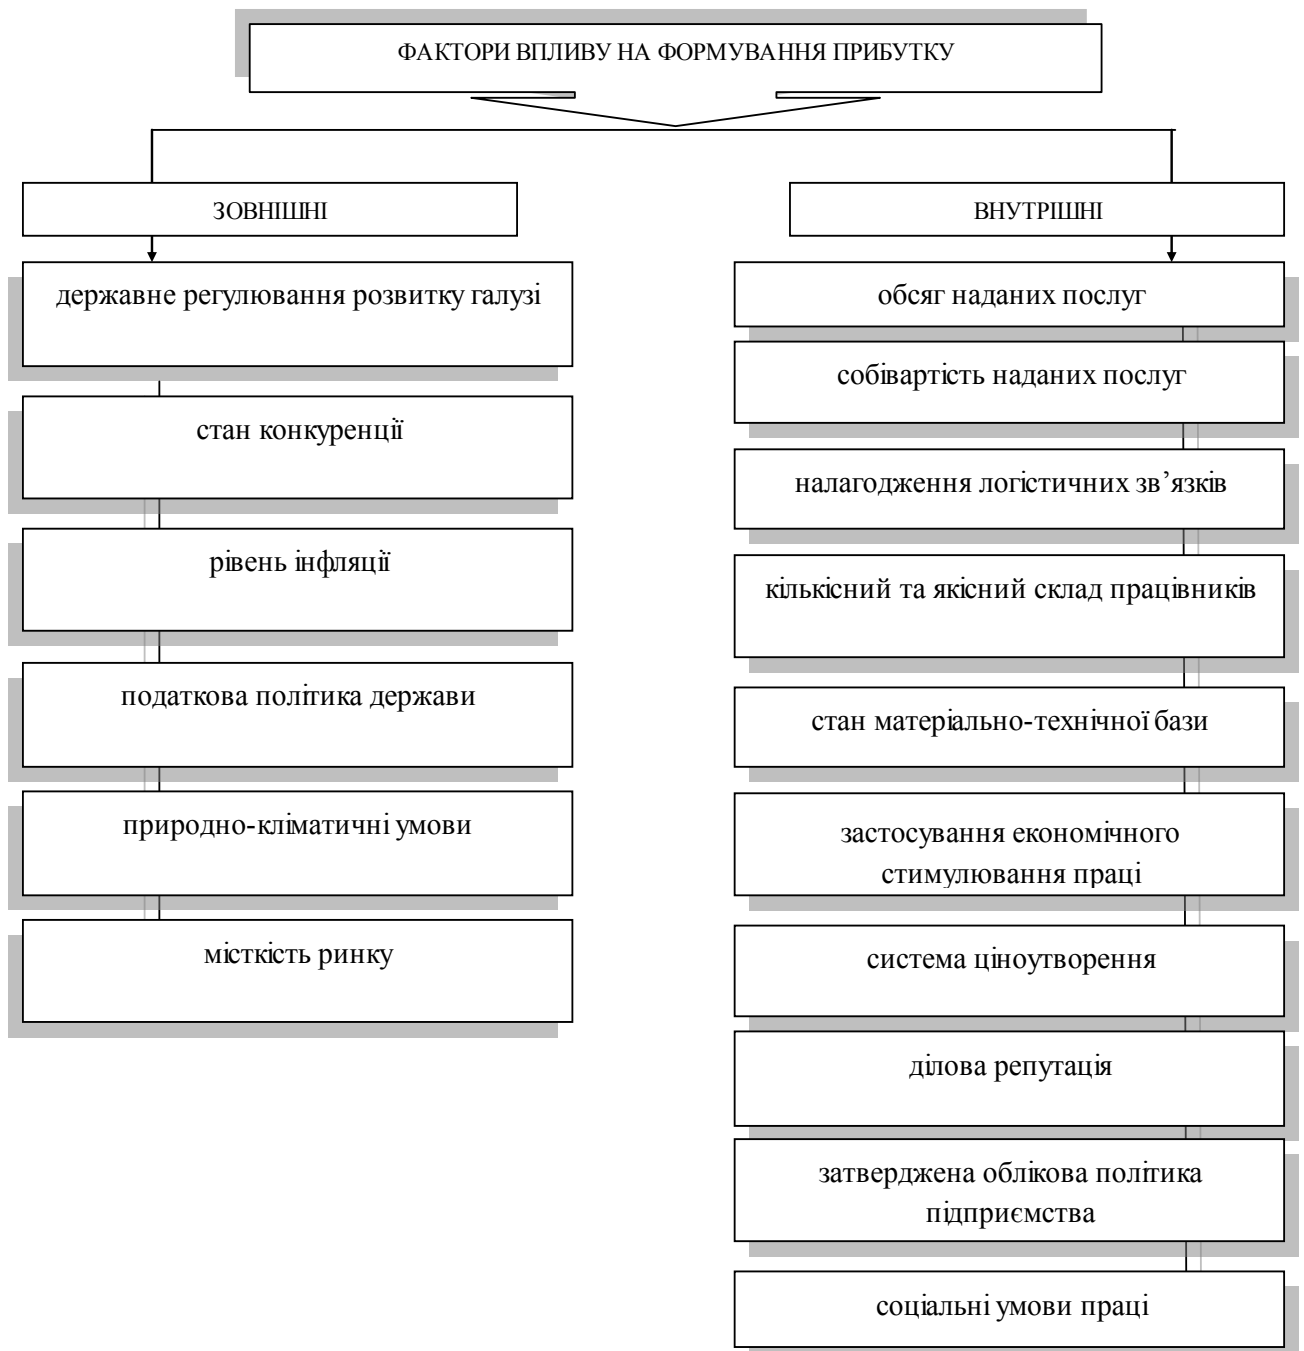 ФАКТОРИ ВПЛИВУ НА ФОРМУВАННЯ ПРИБУТКУ
ЗОВНІШНІ
державне регулювання розвитку галузі
стан конкуренції
рівень інфляції
податкова політика держави
природно-кліматичні умови
місткість ринку
ВНУТРІШНІ
обсяг наданих послуг
собівартість наданих послуг
налагодження логістичних зв’язків
кількісний та якісний склад працівників
стан матеріально-технічної бази
застосування економічного
стимулювання праці
система ціноутворення
ділова репутація
затверджена облікова політика
підприємства
соціальні умови праці